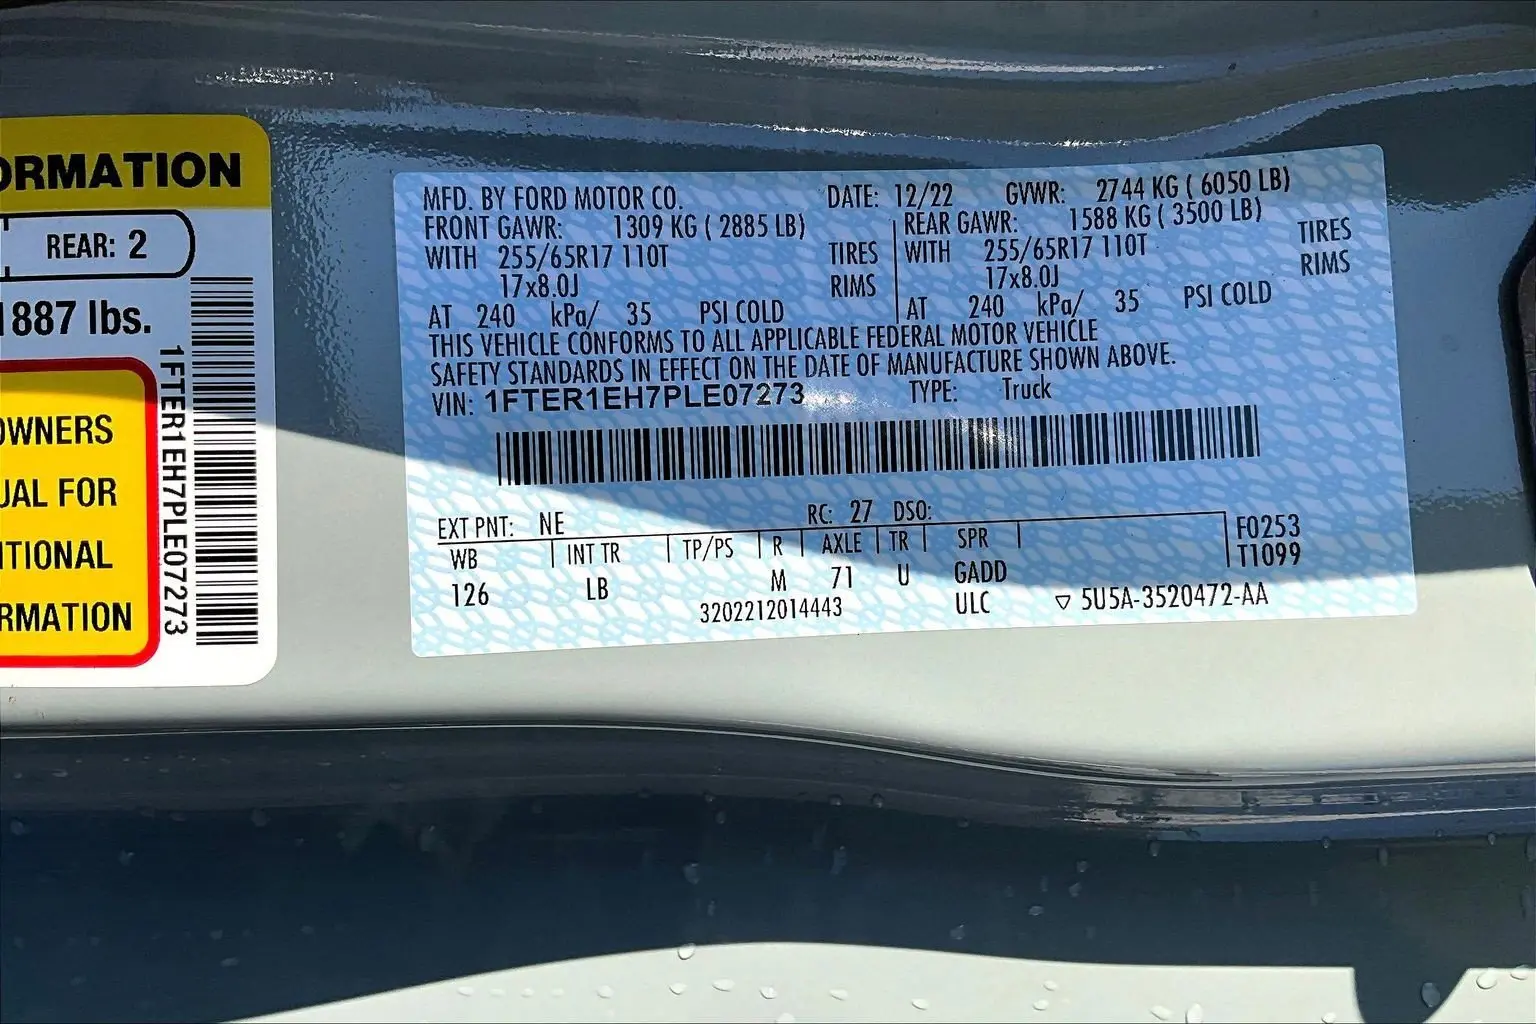 ORMATION
REAR: 2
1887 lbs.
OWNERS
UAL FOR
ITIONAL
RMATION
1FTER1EH7PLE07273
MFD. BY FORD MOTOR CO. DATE: 12/22 GVWR: 2744 KG ( 6050 LB)
FRONT GAWR: 1309 KG ( 2885 LB) REAR GAWR: 1588 KG ( 3500 LB)
WITH 255/65R17 110T TIRES WITH 255/65R17 110T TIRES
17x8.0J RIMS 17x8.0J RIMS
AT 240 kPa/ 35 PSI COLD AT 240 kPa/ 35 PSI COLD
THIS VEHICLE CONFORMS TO ALL APPLICABLE FEDERAL MOTOR VEHICLE
SAFETY STANDARDS IN EFFECT ON THE DATE OF MANUFACTURE SHOWN ABOVE.
VIN: 1FTER1EH7PLE07273 TYPE: Truck
EXT PNT: NE RC: 27 DSO: F0253
WB INT TR TP/PS R AXLE TR SPR T1099
126 LB M 71 U GADD
3202212014443 ULC ▽ 5U5A-3520472-AA